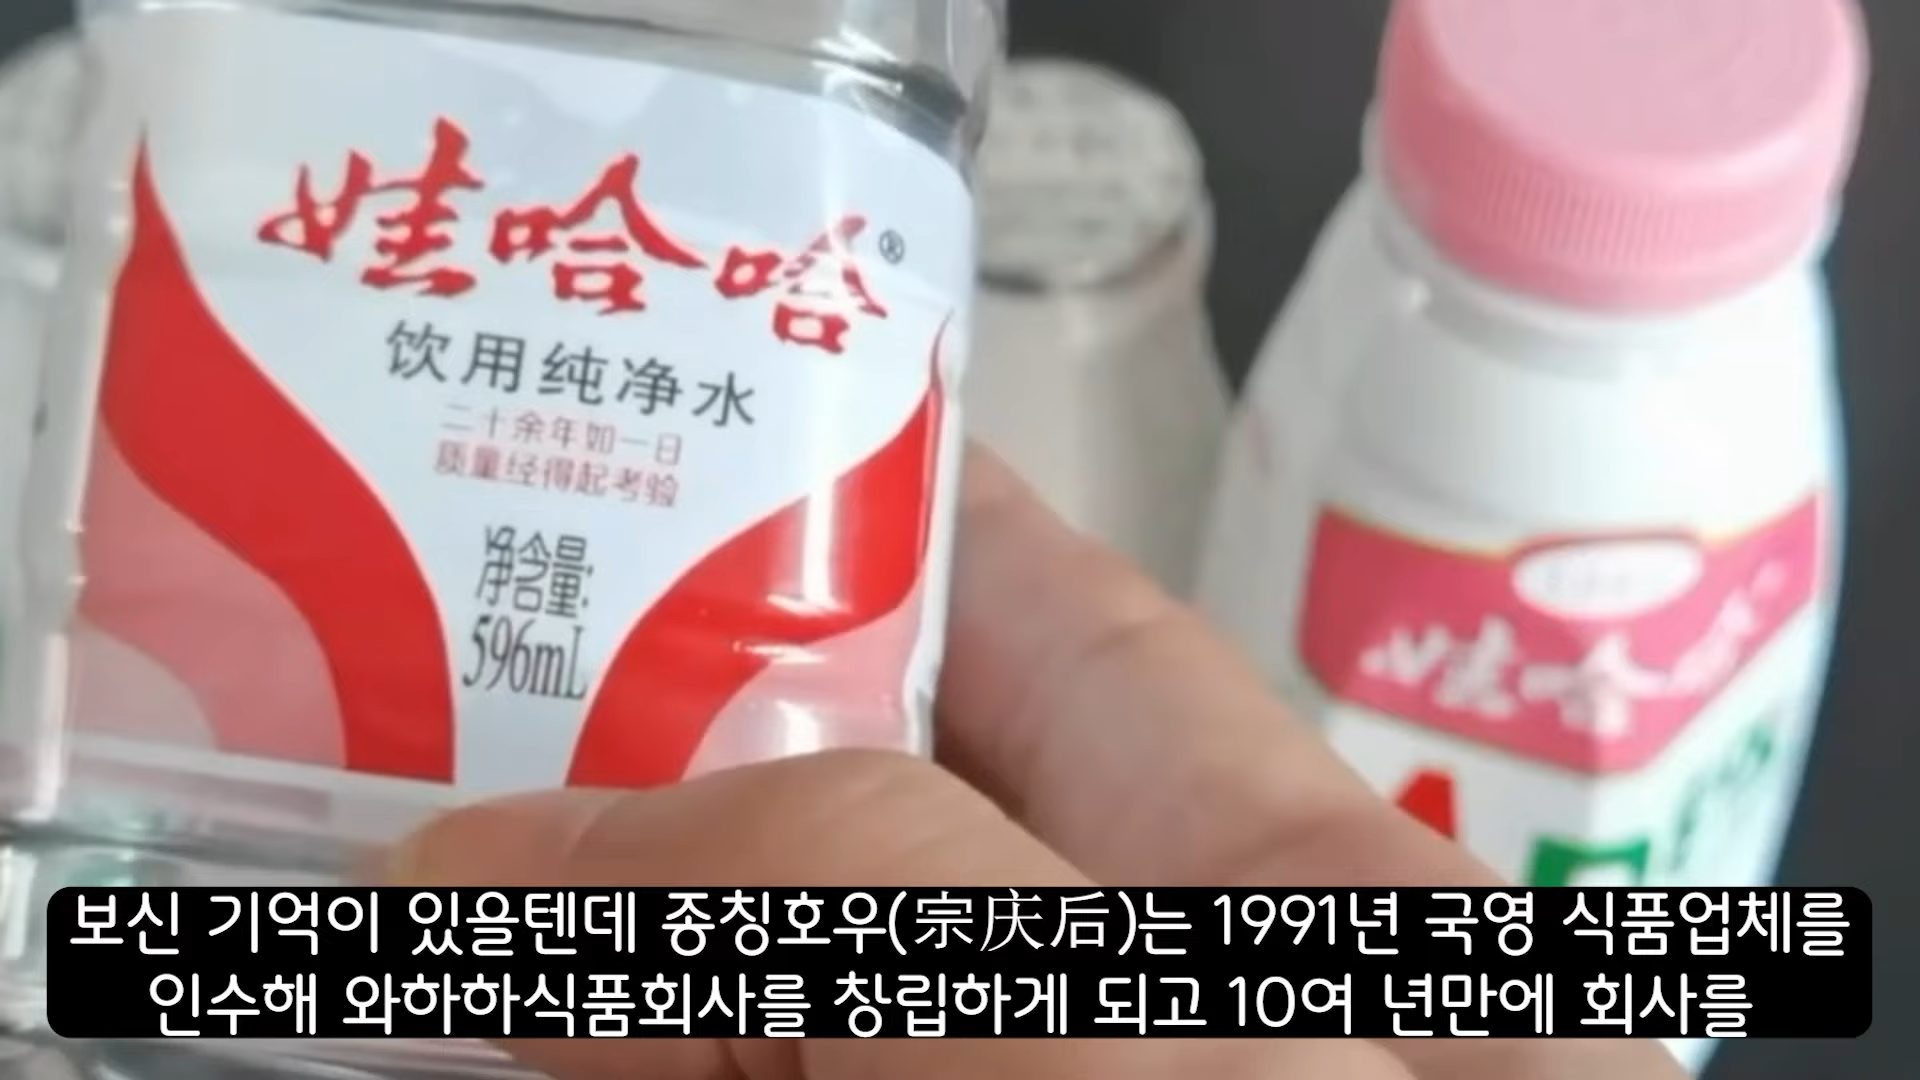 娃哈哈®
饮用纯净水
二十余年如一日
质量经得起考验
净含量:
596mL
娃哈哈
보신 기억이 있을텐데 종칭호우(宗庆后)는 1991년 국영 식품업체를
인수해 와하하식품회사를 창립하게 되고 10여 년만에 회사를